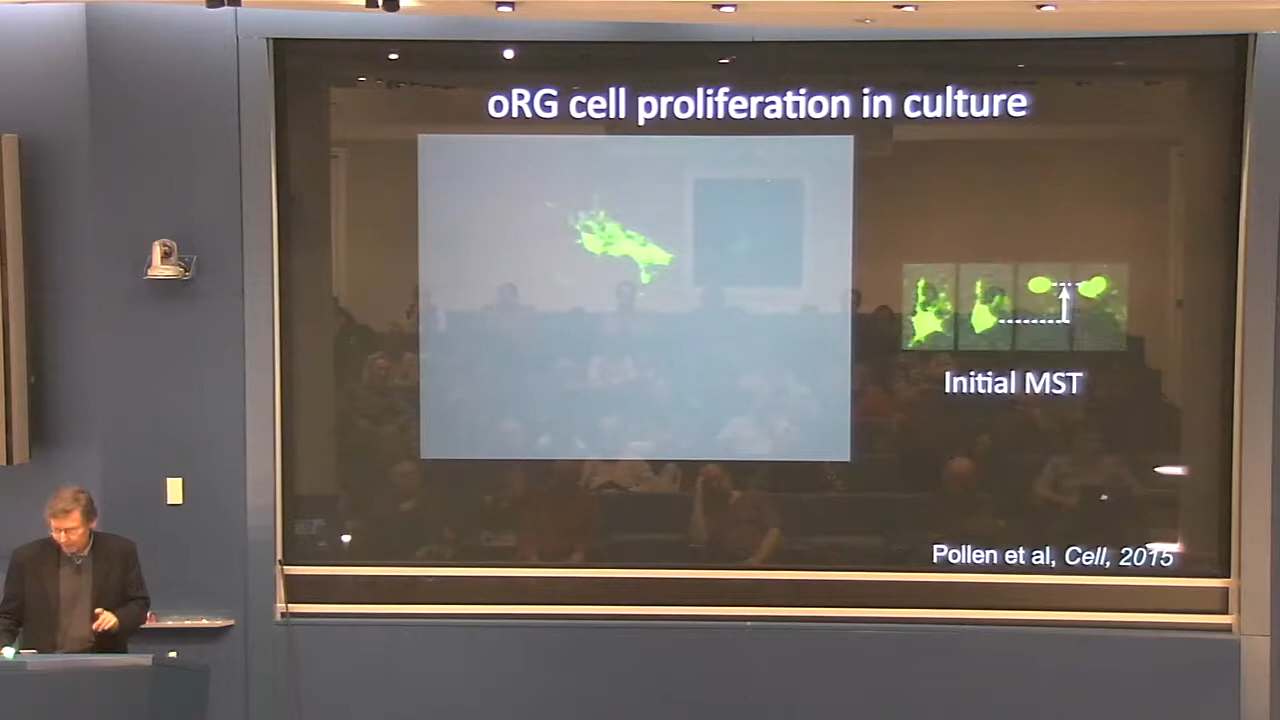 oRG cell proliferation in culture
Initial MST
Pollen et al, Cell, 2015